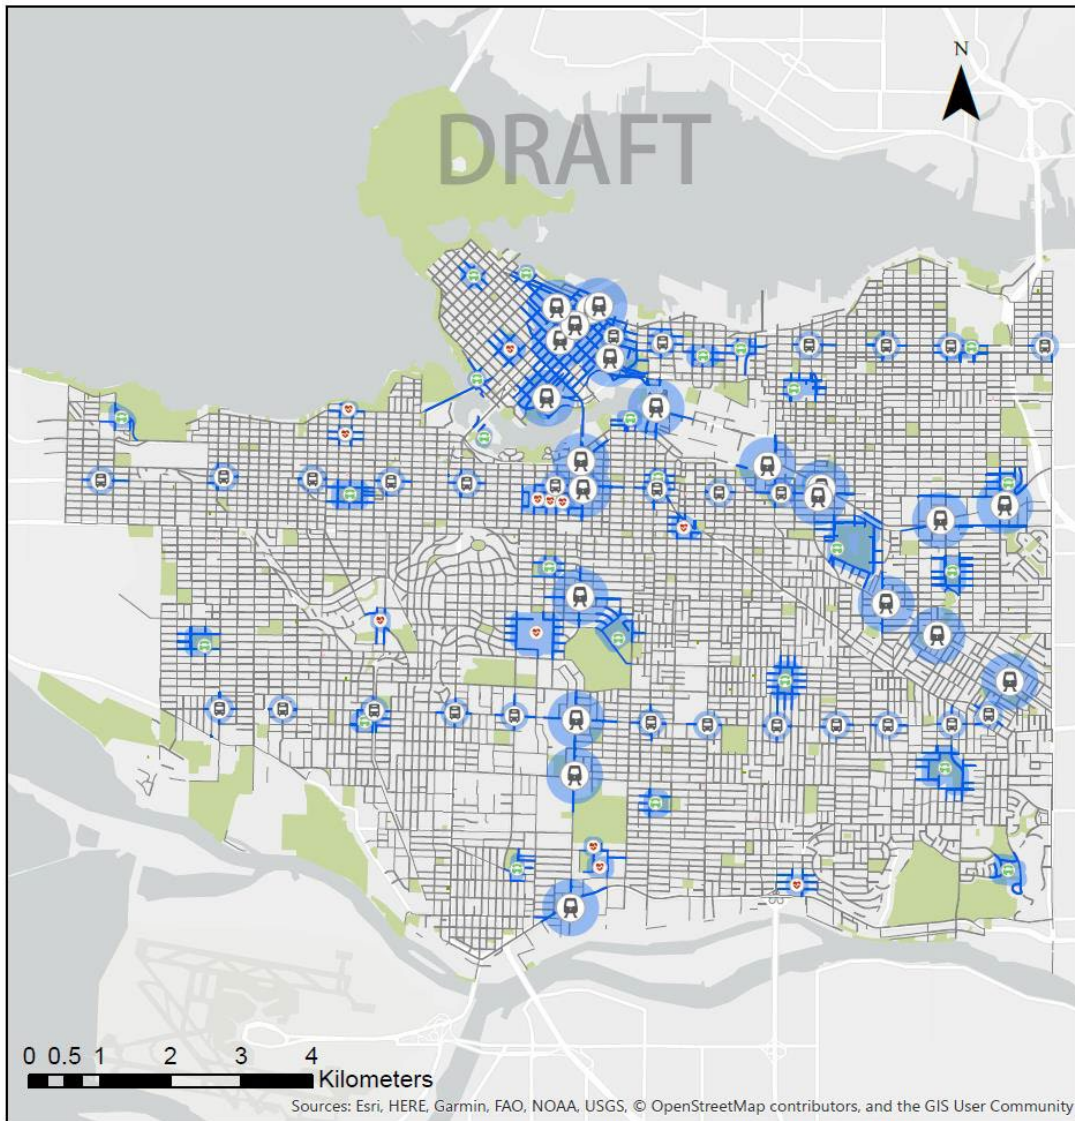 N
DRAFT
0 0.5 1 2 3 4
Kilometers
Sources: Esri, HERE, Garmin, FAO, NOAA, USGS, © OpenStreetMap contributors, and the GIS User Community